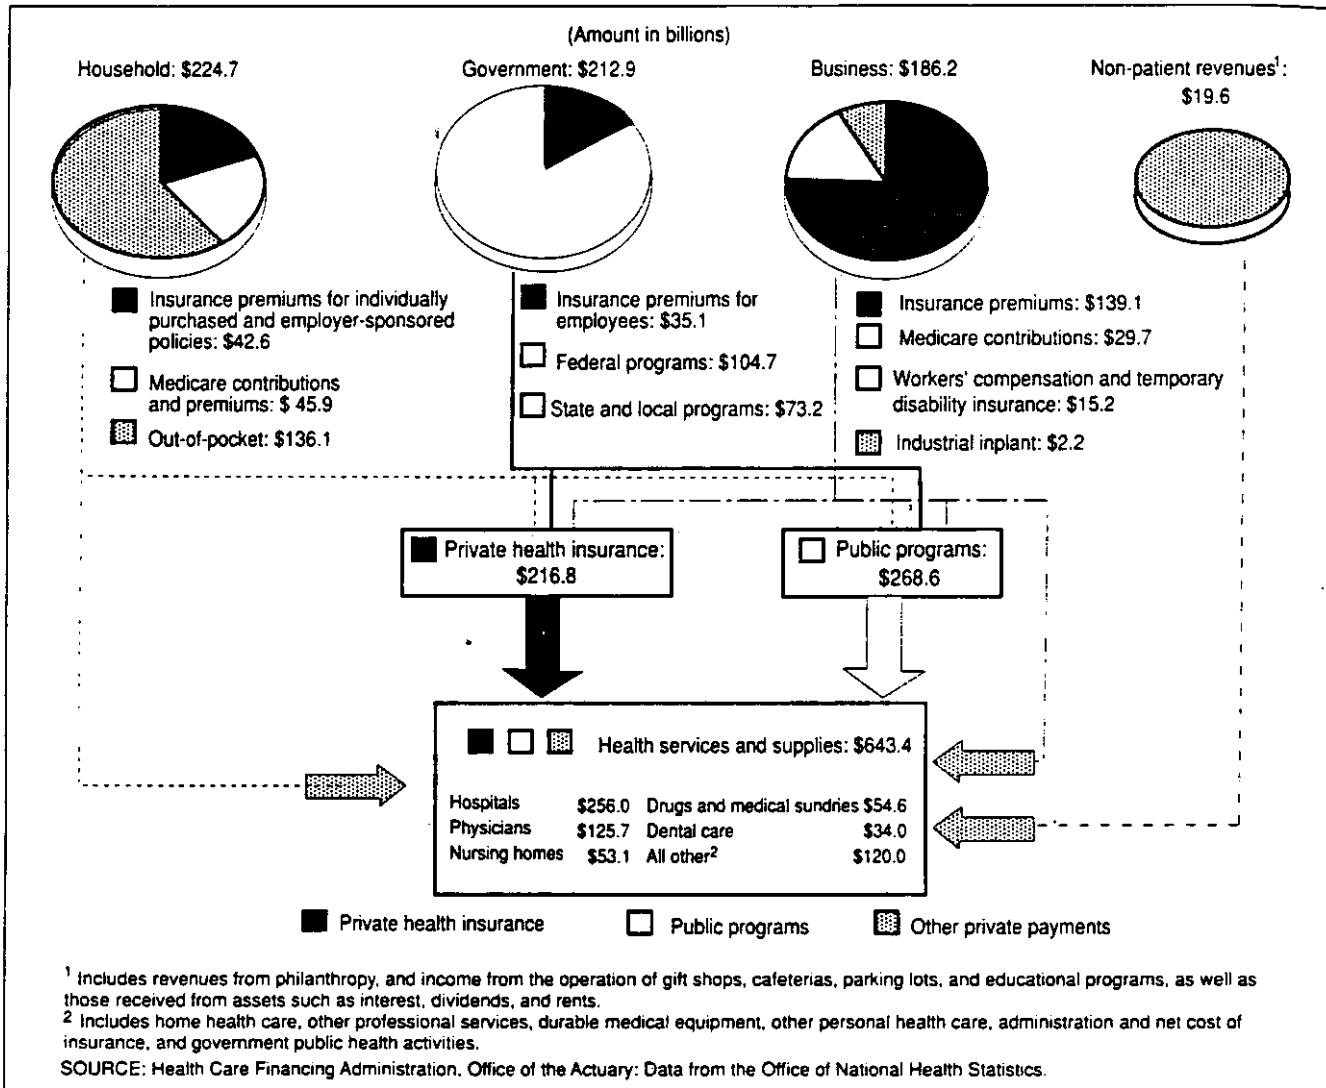 (Amount in billions)
Household: $224.7
Government: $212.9
Business: $186.2
Non-patient revenues1:
$19.6
Insurance premiums for individually
purchased and employer-sponsored
policies: $42.6
Medicare contributions
and premiums: $ 45.9
Out-of-pocket: $136.1
Insurance premiums for
employees: $35.1
Federal programs: $104.7
State and local programs: $73.2
Insurance premiums: $139.1
Medicare contributions: $29.7
Workers' compensation and temporary
disability insurance: $15.2
Industrial inplant: $2.2
Private health insurance:
$216.8
Public programs:
$268.6
Health services and supplies: $643.4
Hospitals $256.0 Drugs and medical sundries $54.6
Physicians $125.7 Dental care $34.0
Nursing homes $53.1 All other2 $120.0
Private health insurance
Public programs
Other private payments
1 Includes revenues from philanthropy, and income from the operation of gift shops, cafeterias, parking lots, and educational programs, as well as
those received from assets such as interest, dividends, and rents.
2 Includes home health care, other professional services, durable medical equipment, other personal health care, administration and net cost of
insurance, and government public health activities.
SOURCE: Health Care Financing Administration, Office of the Actuary: Data from the Office of National Health Statistics.